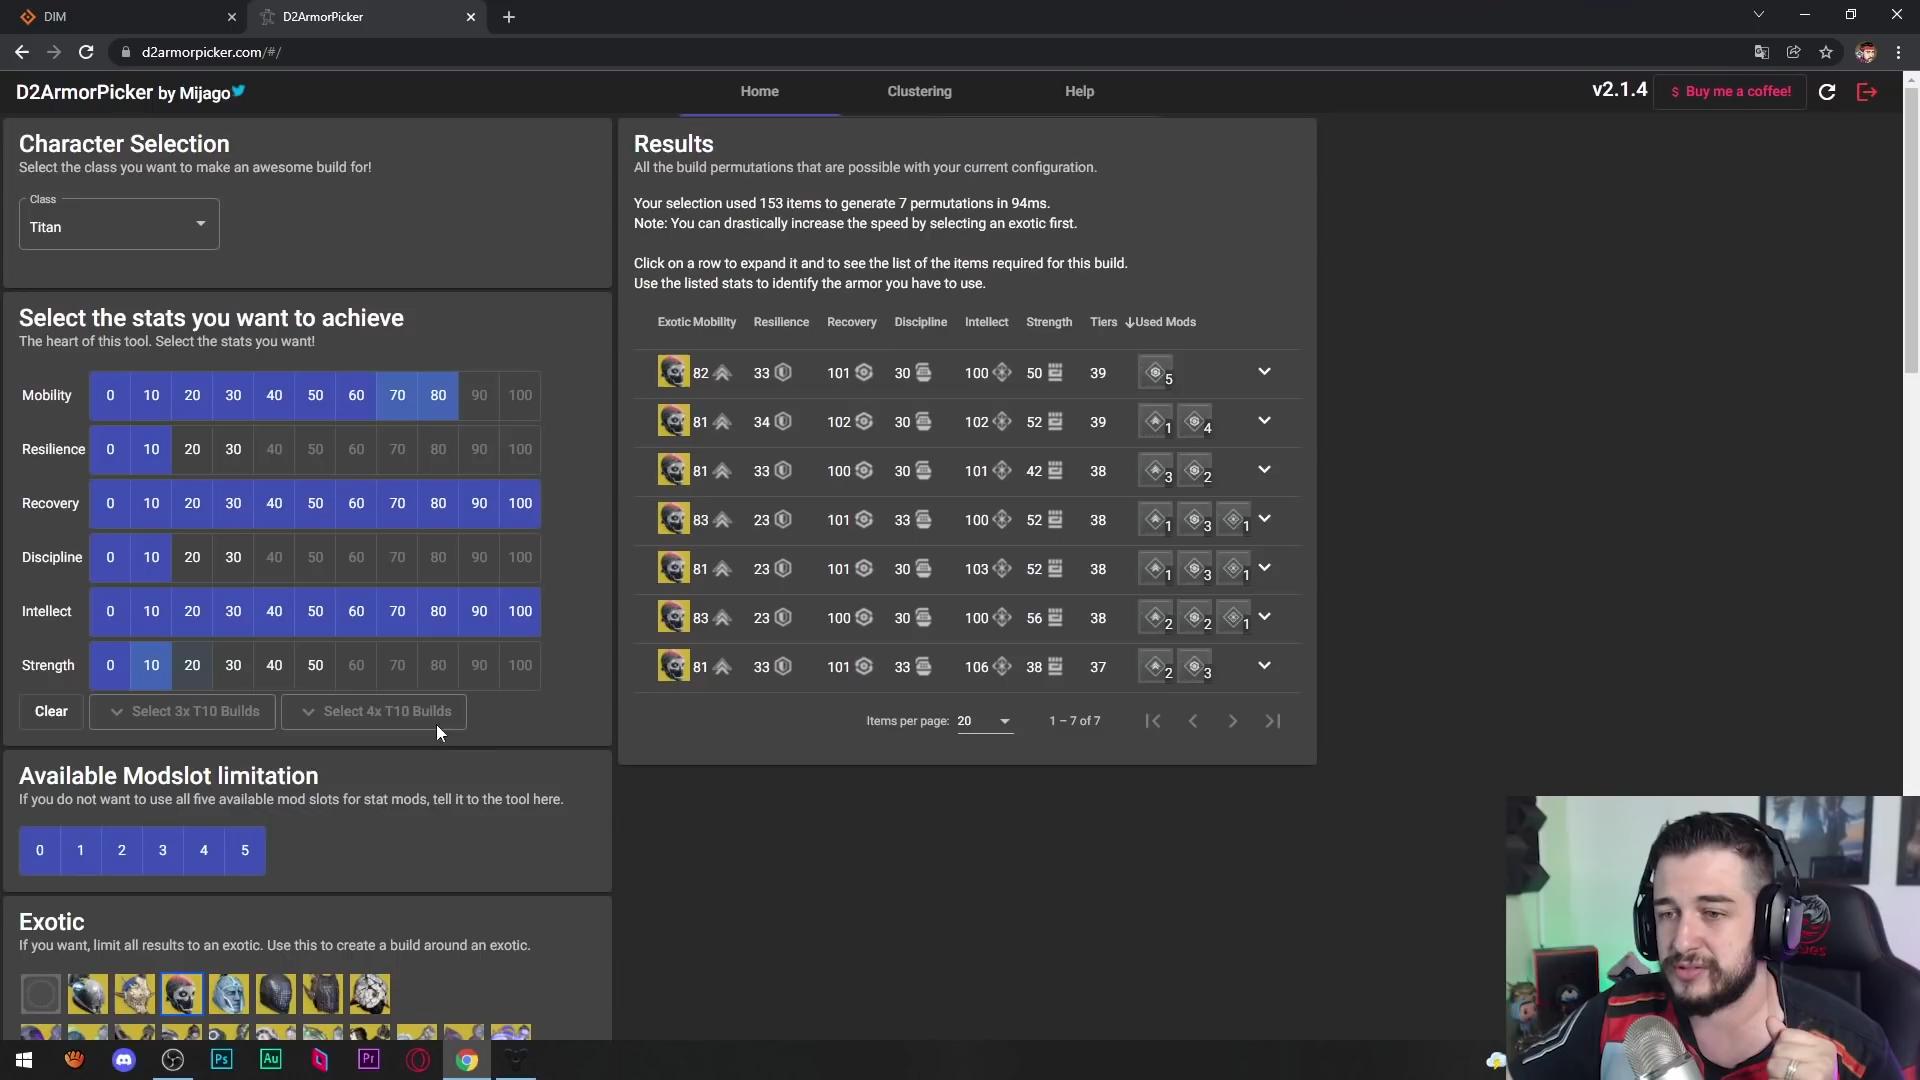 DIM
D2ArmorPicker
d2armorpicker.com/#/
D2ArmorPicker by Mijago
Home
Clustering
Help
v2.1.4
$ Buy me a coffee!
Character Selection
Select the class you want to make an awesome build for!
Class
Titan
Select the stats you want to achieve
The heart of this tool. Select the stats you want!
Mobility 0 10 20 30 40 50 60 70 80 90 100
Resilience 0 10 20 30 40 50 60 70 80 90 100
Recovery 0 10 20 30 40 50 60 70 80 90 100
Discipline 0 10 20 30 40 50 60 70 80 90 100
Intellect 0 10 20 30 40 50 60 70 80 90 100
Strength 0 10 20 30 40 50 60 70 80 90 100
Clear Select 3x T10 Builds Select 4x T10 Builds
Available Modslot limitation
If you do not want to use all five available mod slots for stat mods, tell it to the tool here.
0 1 2 3 4 5
Exotic
If you want, limit all results to an exotic. Use this to create a build around an exotic.
Results
All the build permutations that are possible with your current configuration.
Your selection used 153 items to generate 7 permutations in 94ms.
Note: You can drastically increase the speed by selecting an exotic first.
Click on a row to expand it and to see the list of the items required for this build.
Use the listed stats to identify the armor you have to use.
Exotic Mobility Resilience Recovery Discipline Intellect Strength Tiers Used Mods
82 33 101 30 100 50 39 5
81 34 102 30 102 52 39 1 4
81 33 100 30 101 42 38 3 2
83 23 101 33 100 52 38 1 3 1
81 23 101 30 103 52 38 1 3 1
83 23 100 30 100 56 38 2 2 1
81 33 101 33 106 38 37 2 3
Items per page: 20 1 – 7 of 7
Ps Au Pr